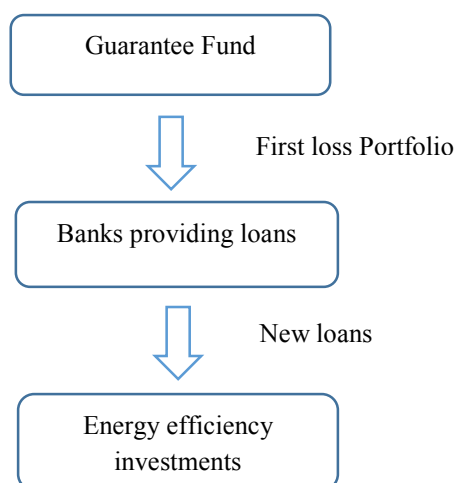 Guarantee Fund
First loss Portfolio
Banks providing loans
New loans
Energy efficiency
investments